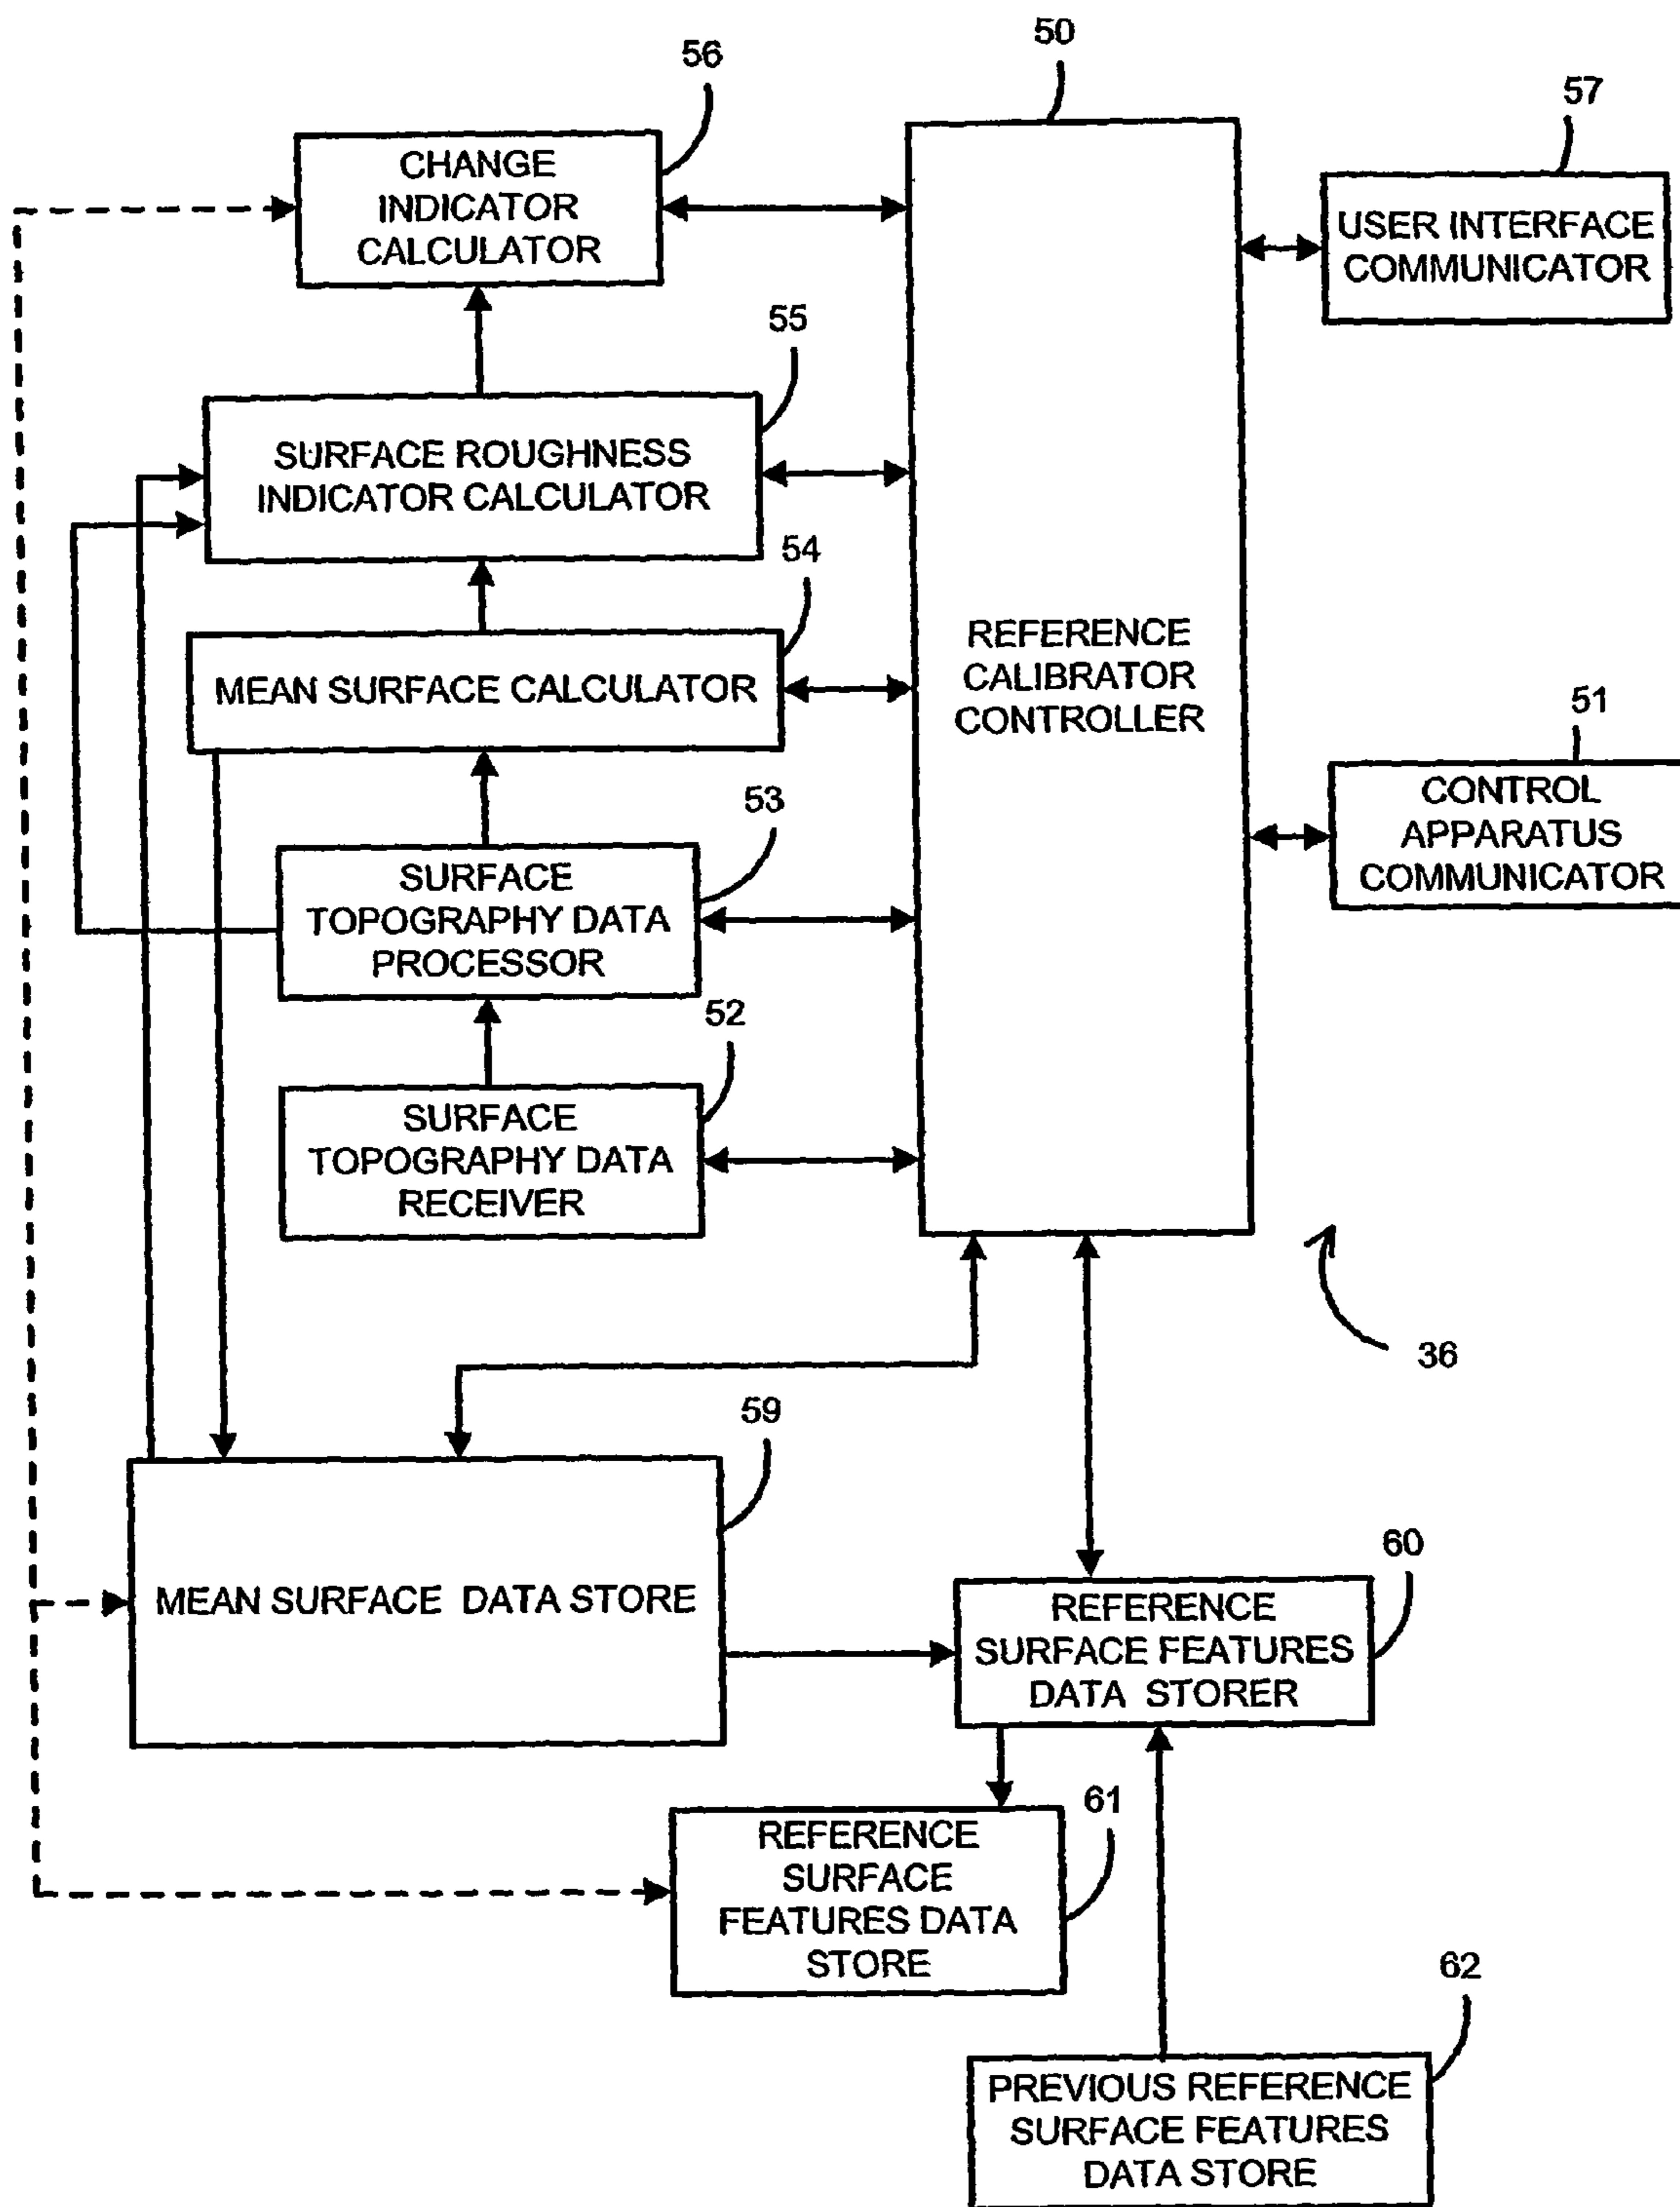 50
56
57
CHANGE
INDICATOR
CALCULATOR
USER INTERFACE
COMMUNICATOR
55
SURFACE ROUGHNESS
INDICATOR CALCULATOR
54
MEAN SURFACE CALCULATOR
REFERENCE
CALIBRATOR
CONTROLLER
51
CONTROL
APPARATUS
COMMUNICATOR
53
SURFACE
TOPOGRAPHY DATA
PROCESSOR
52
SURFACE
TOPOGRAPHY DATA
RECEIVER
36
59
MEAN SURFACE DATA STORE
60
REFERENCE
SURFACE FEATURES
DATA STORER
61
REFERENCE
SURFACE
FEATURES DATA
STORE
62
PREVIOUS REFERENCE
SURFACE FEATURES
DATA STORE